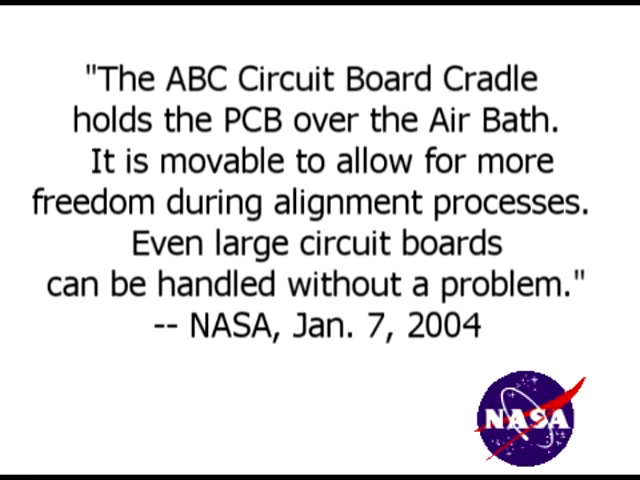 "The ABC Circuit Board Cradle
holds the PCB over the Air Bath.
It is movable to allow for more
freedom during alignment processes.
Even large circuit boards
can be handled without a problem."
-- NASA, Jan. 7, 2004
NASA